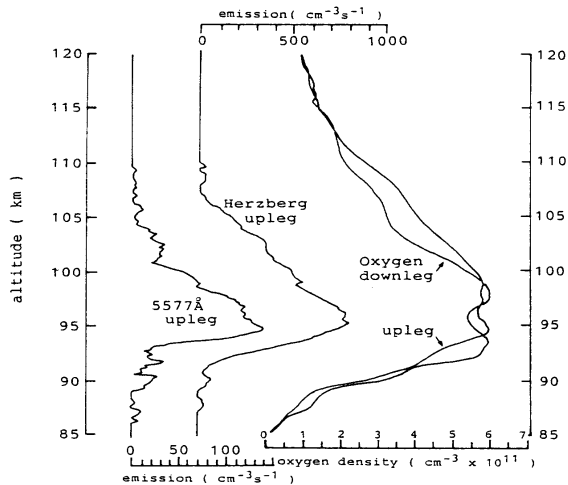 emission( cm⁻³s⁻¹ )
0 500 1000
120 120
115 115
110 110
105 105
100 100
95 95
90 90
85 85
altitude ( km )
Herzberg
upleg
Oxygen
downleg
5577Å
upleg
upleg
0 1 2 3 4 5 6 7
oxygen density ( cm⁻³ x 10¹¹ )
0 50 100
emission ( cm⁻³s⁻¹ )